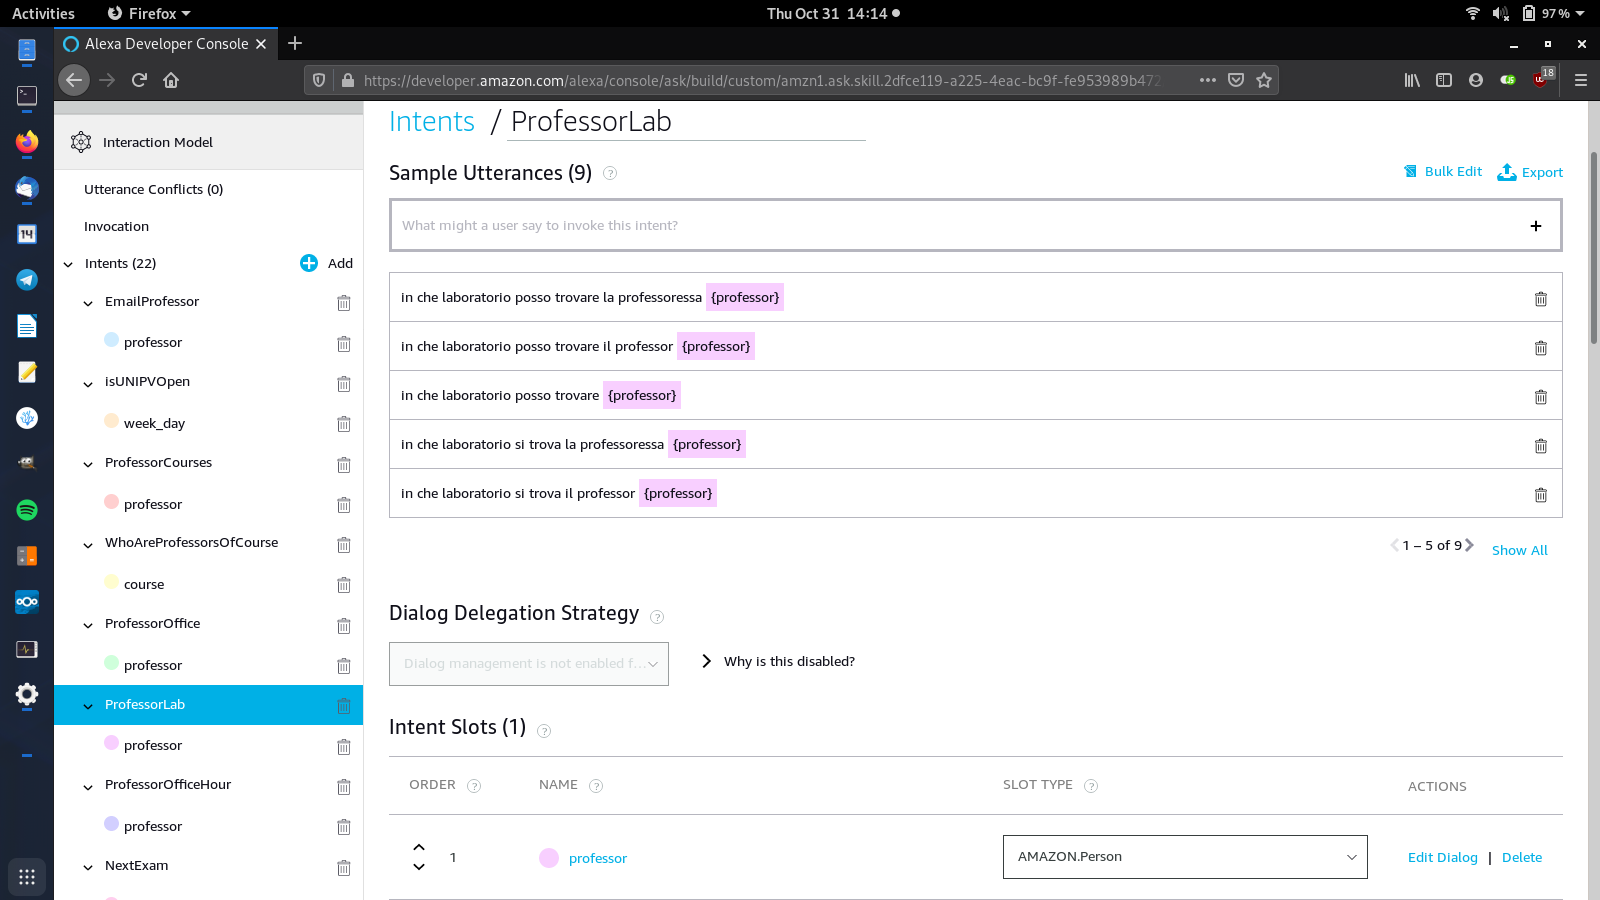 Activities
Firefox
Thu Oct 31 14:14
97 %
Alexa Developer Console
https://developer.amazon.com/alexa/console/ask/build/custom/amzn1.ask.skill.2dfce119-a225-4eac-bc9f-fe953989b472
18
14
Interaction Model
Utterance Conflicts (0)
Invocation
Intents (22)
Add
EmailProfessor
professor
isUNIPVOpen
week_day
ProfessorCourses
professor
WhoAreProfessorsOfCourse
course
ProfessorOffice
professor
ProfessorLab
professor
ProfessorOfficeHour
professor
NextExam
Intents / ProfessorLab
Sample Utterances (9) ?
Bulk Edit
Export
What might a user say to invoke this intent?
in che laboratorio posso trovare la professoressa {professor}
in che laboratorio posso trovare il professor {professor}
in che laboratorio posso trovare {professor}
in che laboratorio si trova la professoressa {professor}
in che laboratorio si trova il professor {professor}
1 – 5 of 9
Show All
Dialog Delegation Strategy ?
Dialog management is not enabled f...
Why is this disabled?
Intent Slots (1) ?
ORDER ? NAME ? SLOT TYPE ? ACTIONS
1 professor AMAZON.Person Edit Dialog | Delete